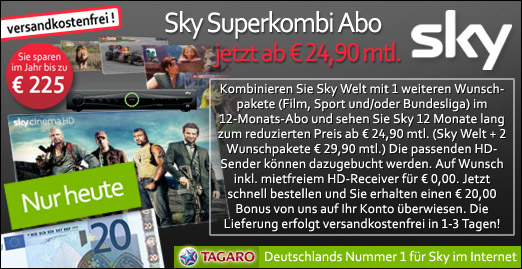 versandkostenfrei !
Sky Superkombi Abo
jetzt ab € 24,90 mtl.
sky
Sie sparen
im Jahr bis zu
€ 225
Kombinieren Sie Sky Welt mit 1 weiteren Wunsch-
pakete (Film, Sport und/oder Bundesliga) im
12-Monats-Abo und sehen Sie Sky 12 Monate lang
zum reduzierten Preis ab € 24,90 mtl. (Sky Welt + 2
Wunschpakete € 29,90 mtl.) Die passenden HD-
Sender können dazugebucht werden. Auf Wunsch
inkl. mietfreiem HD-Receiver für € 0,00. Jetzt
schnell bestellen und Sie erhalten einen € 20,00
Bonus von uns auf Ihr Konto überwiesen. Die
Lieferung erfolgt versandkostenfrei in 1-3 Tagen!
sky cinema HD
Nur heute
20
TAGARO
Deutschlands Nummer 1 für Sky im Internet